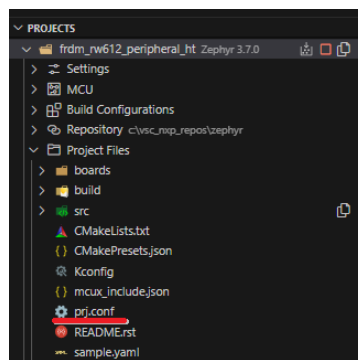 PROJECTS
frdm_rw612_peripheral_ht Zephyr 3.7.0
Settings
MCU
Build Configurations
Repository c:\vsc_nxp_repos\zephyr
Project Files
boards
build
src
CMakeLists.txt
CMakePresets.json
Kconfig
mcux_include.json
prj.conf
README.rst
sample.yaml